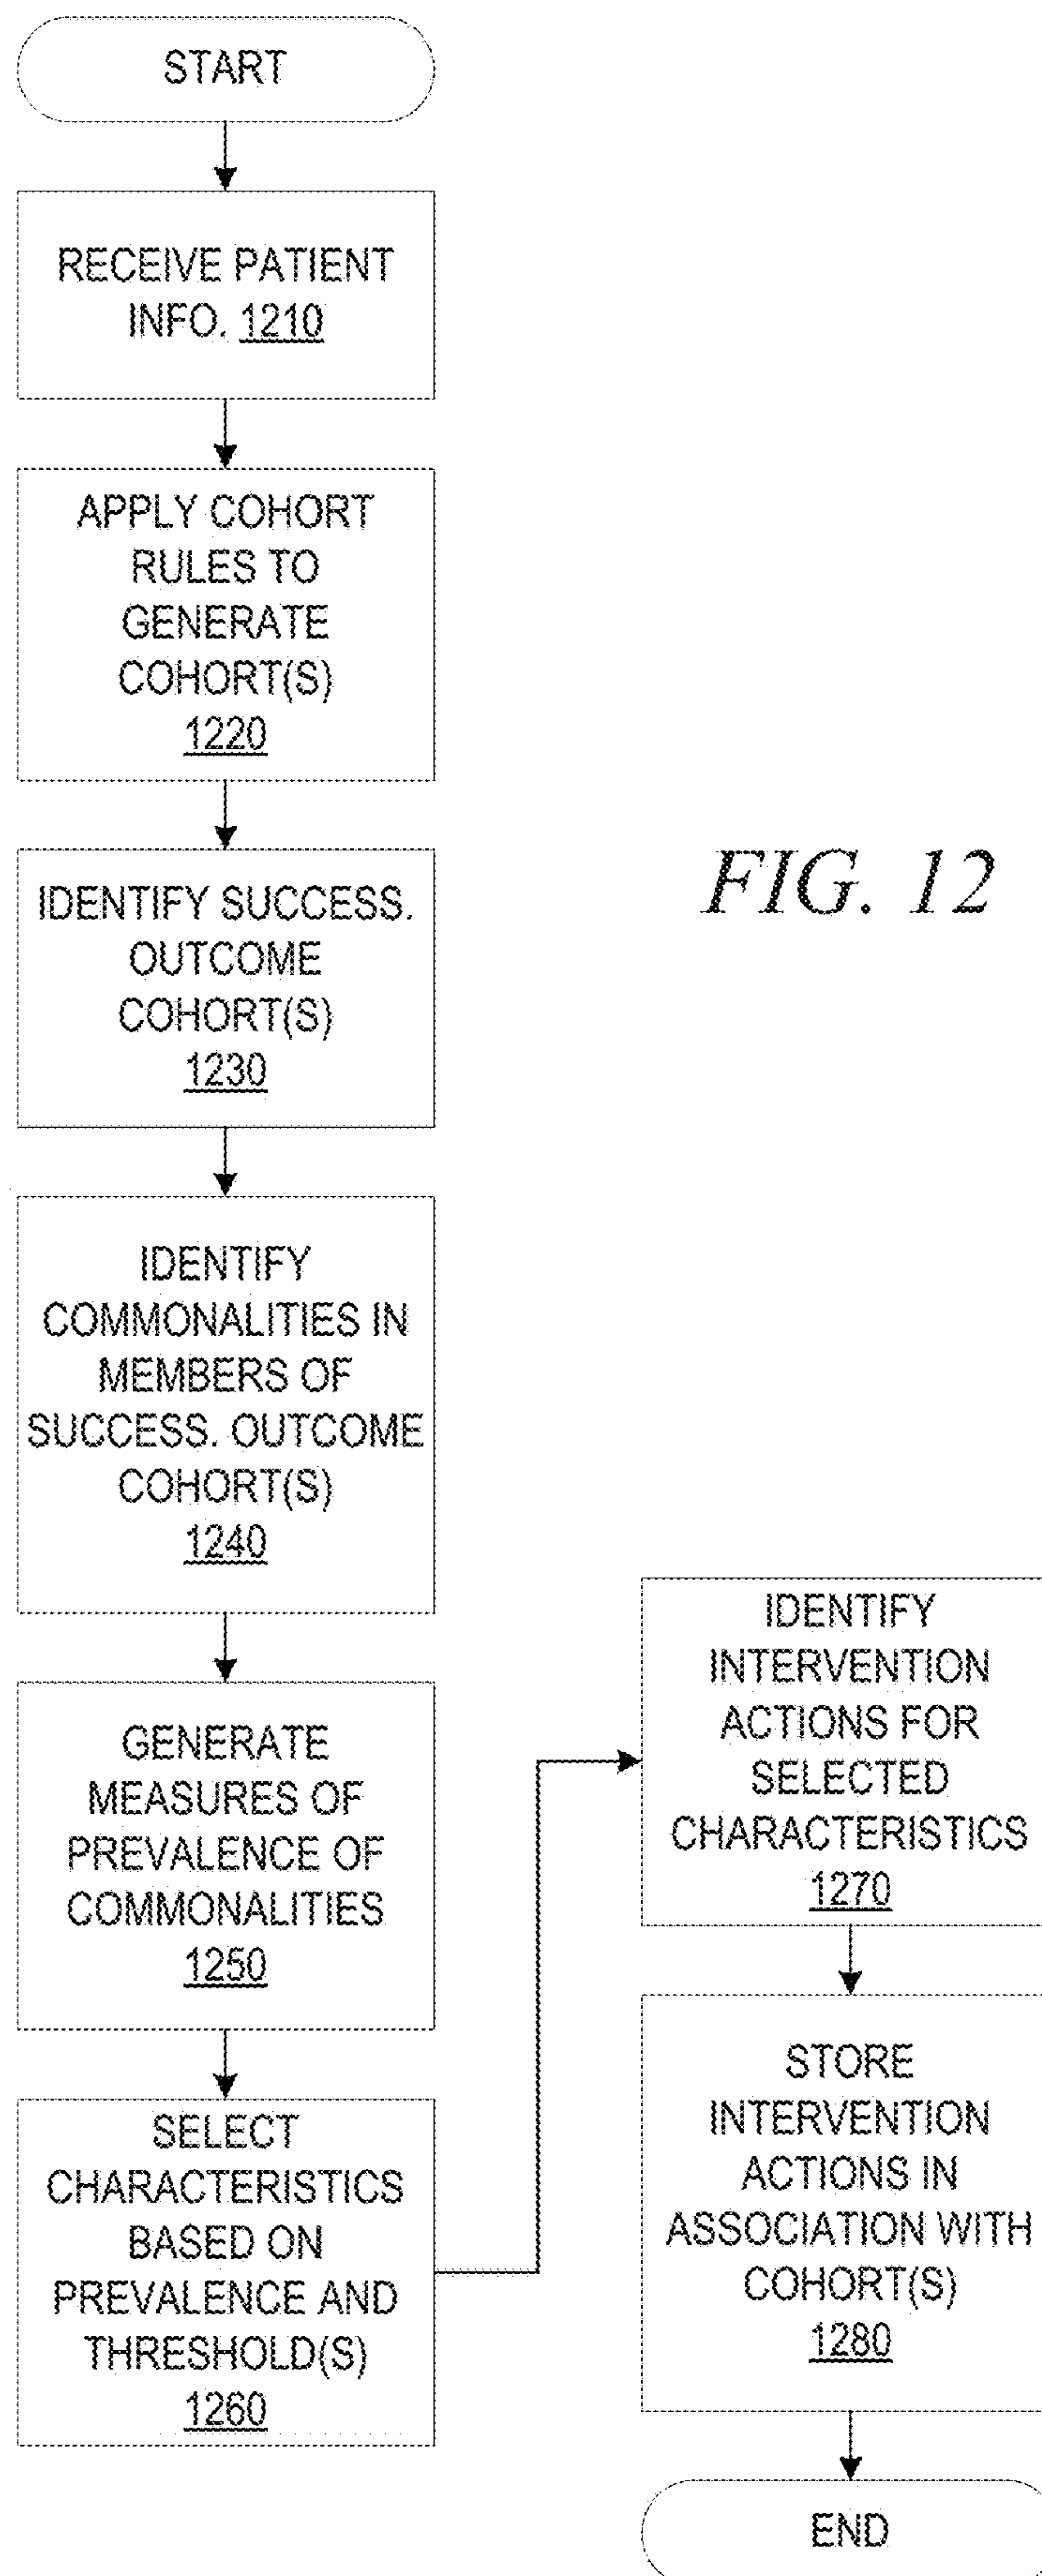 START
RECEIVE PATIENT
INFO. 1210
APPLY COHORT
RULES TO
GENERATE
COHORT(S)
1220
IDENTIFY SUCCESS.
OUTCOME
COHORT(S)
1230
FIG. 12
IDENTIFY
COMMONALITIES IN
MEMBERS OF
SUCCESS. OUTCOME
COHORT(S)
1240
GENERATE
MEASURES OF
PREVALENCE OF
COMMONALITIES
1250
SELECT
CHARACTERISTICS
BASED ON
PREVALENCE AND
THRESHOLD(S)
1260
IDENTIFY
INTERVENTION
ACTIONS FOR
SELECTED
CHARACTERISTICS
1270
STORE
INTERVENTION
ACTIONS IN
ASSOCIATION WITH
COHORT(S)
1280
END